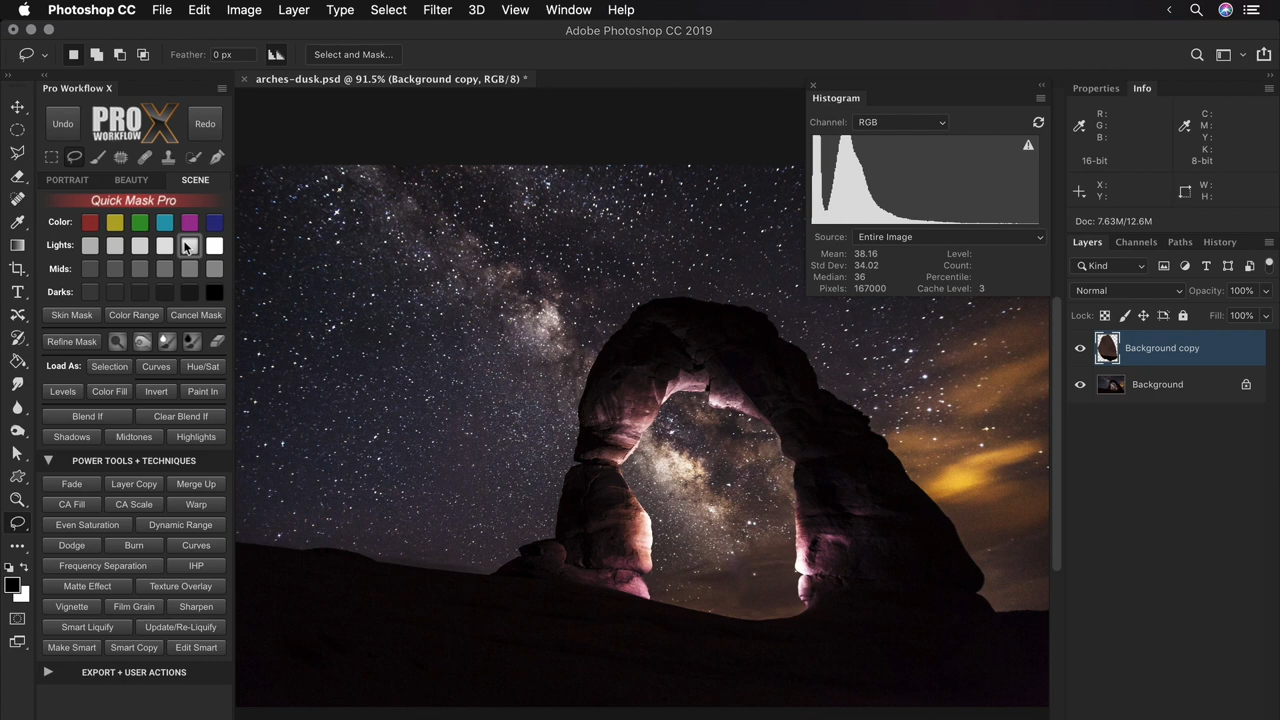 Photoshop CC File Edit Image Layer Type Select Filter 3D View Window Help
Adobe Photoshop CC 2019
Feather: 0 px Select and Mask...
arches-dusk.psd @ 91.5% (Background copy, RGB/8) *
Pro Workflow X
Undo PRO WORKFLOW X Redo
PORTRAIT BEAUTY SCENE
Quick Mask Pro
Color:
Lights:
Mids:
Darks:
Skin Mask Color Range Cancel Mask
Refine Mask
Load As: Selection Curves Hue/Sat
Levels Color Fill Invert Paint In
Blend If Clear Blend If
Shadows Midtones Highlights
POWER TOOLS + TECHNIQUES
Fade Layer Copy Merge Up
CA Fill CA Scale Warp
Even Saturation Dynamic Range
Dodge Burn Curves
Frequency Separation IHP
Matte Effect Texture Overlay
Vignette Film Grain Sharpen
Smart Liquify Update/Re-Liquify
Make Smart Smart Copy Edit Smart
EXPORT + USER ACTIONS
Histogram
Channel: RGB
Source: Entire Image
Mean: 38.16 Level:
Std Dev: 34.02 Count:
Median: 36 Percentile:
Pixels: 167000 Cache Level: 3
Properties Info
R: C:
G: M:
B: Y:
K:
16-bit 8-bit
X: W:
Y: H:
Doc: 7.63M/12.6M
Layers Channels Paths History
Kind
Normal Opacity: 100%
Lock: Fill: 100%
Background copy
Background